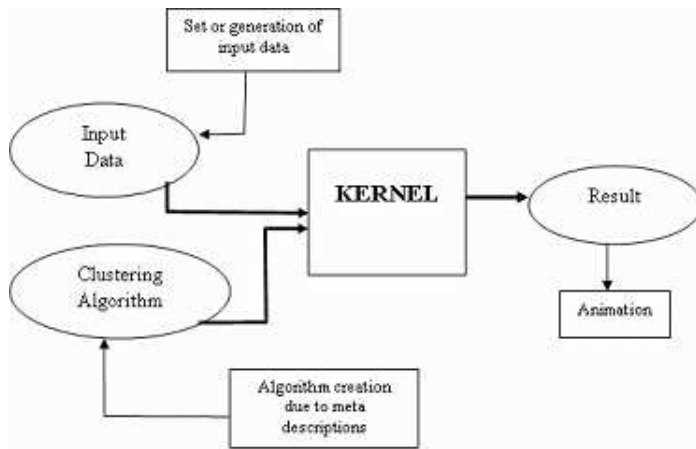 Set or generation of
input data
Input
Data
KERNEL
Result
Clustering
Algorithm
Animation
Algorithm creation
due to meta
descriptions